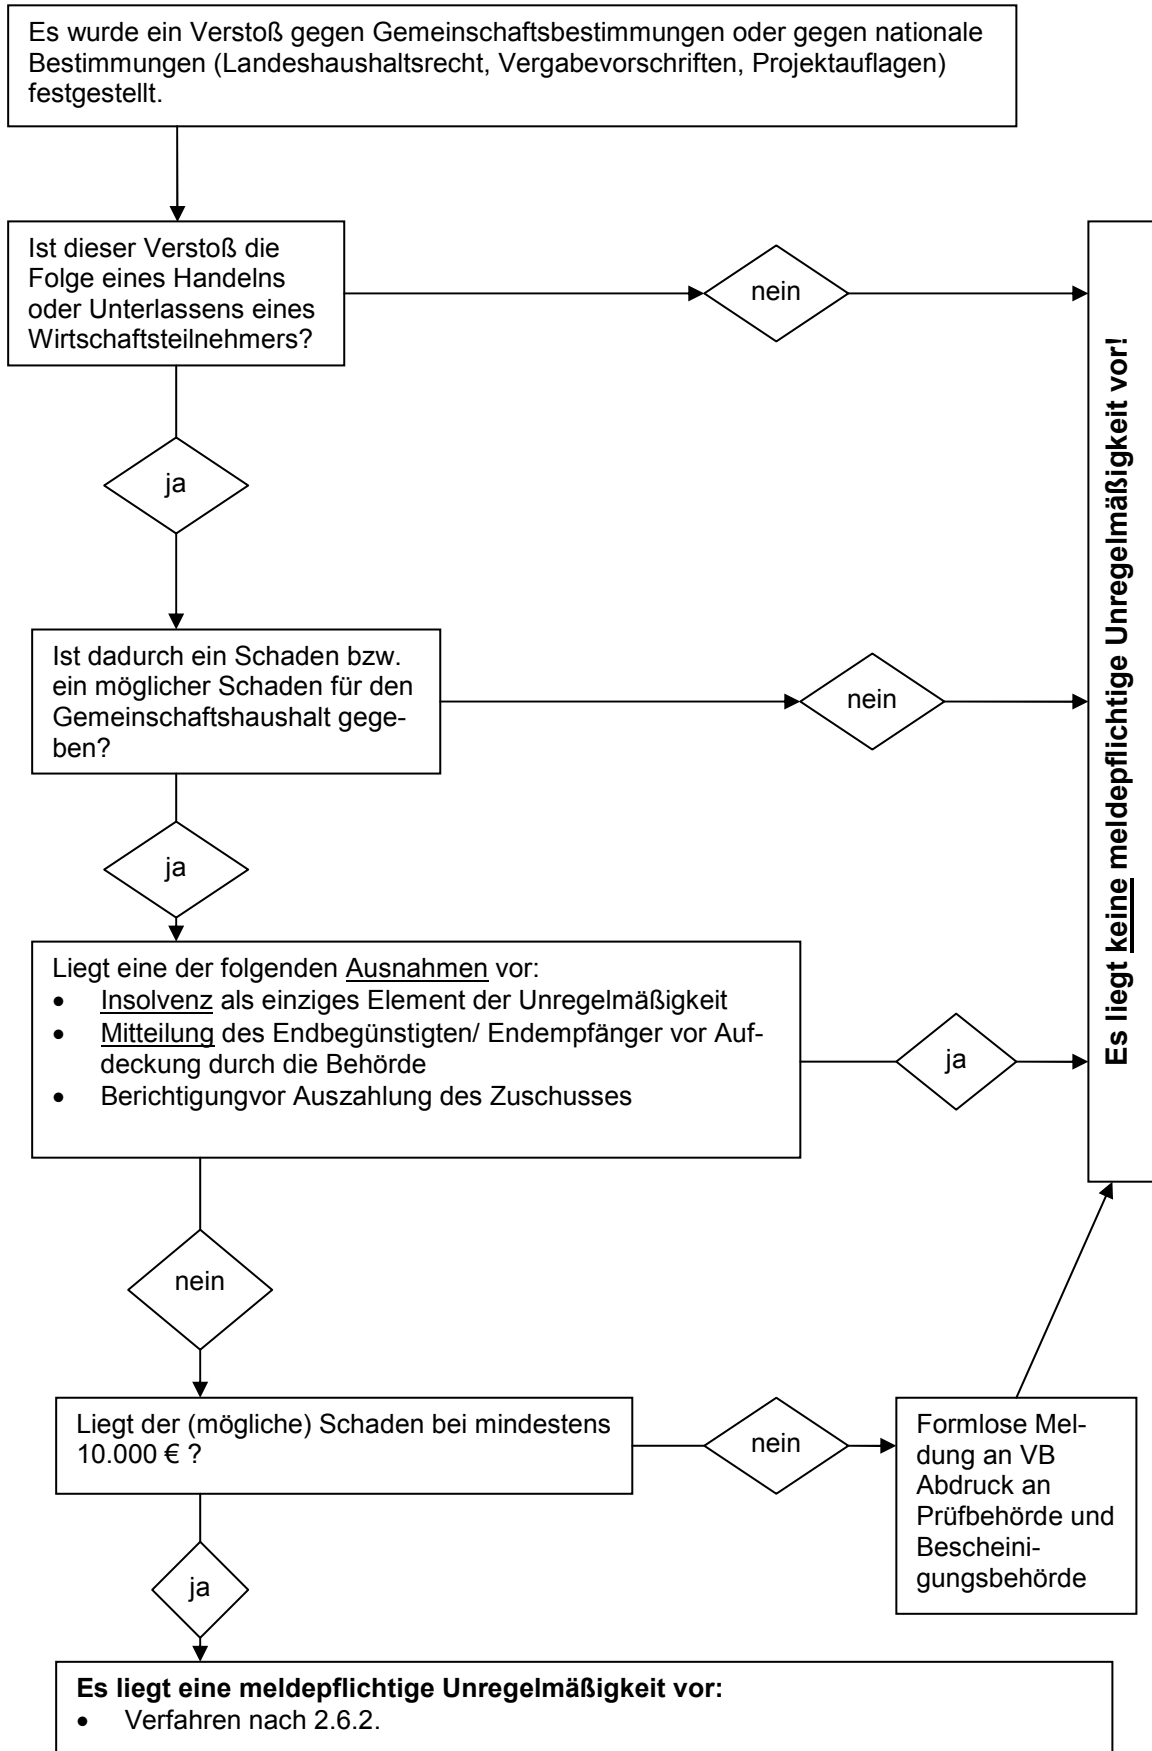 Es wurde ein Verstoß gegen Gemeinschaftsbestimmungen oder gegen nationale
Bestimmungen (Landeshaushaltsrecht, Vergabevorschriften, Projektauflagen)
festgestellt.
Ist dieser Verstoß die
Folge eines Handelns
oder Unterlassens eines
Wirtschaftsteilnehmers?
nein
Es liegt keine meldepflichtige Unregelmäßigkeit vor!
ja
Ist dadurch ein Schaden bzw.
ein möglicher Schaden für den
Gemeinschaftshaushalt gege-
ben?
nein
ja
Liegt eine der folgenden Ausnahmen vor:
• Insolvenz als einziges Element der Unregelmäßigkeit
• Mitteilung des Endbegünstigten/ Endempfänger vor Auf-
deckung durch die Behörde
• Berichtigungvor Auszahlung des Zuschusses
ja
nein
Liegt der (mögliche) Schaden bei mindestens
10.000 € ?
nein
Formlose Mel-
dung an VB
Abdruck an
Prüfbehörde und
Bescheini-
gungsbehörde
ja
Es liegt eine meldepflichtige Unregelmäßigkeit vor:
• Verfahren nach 2.6.2.